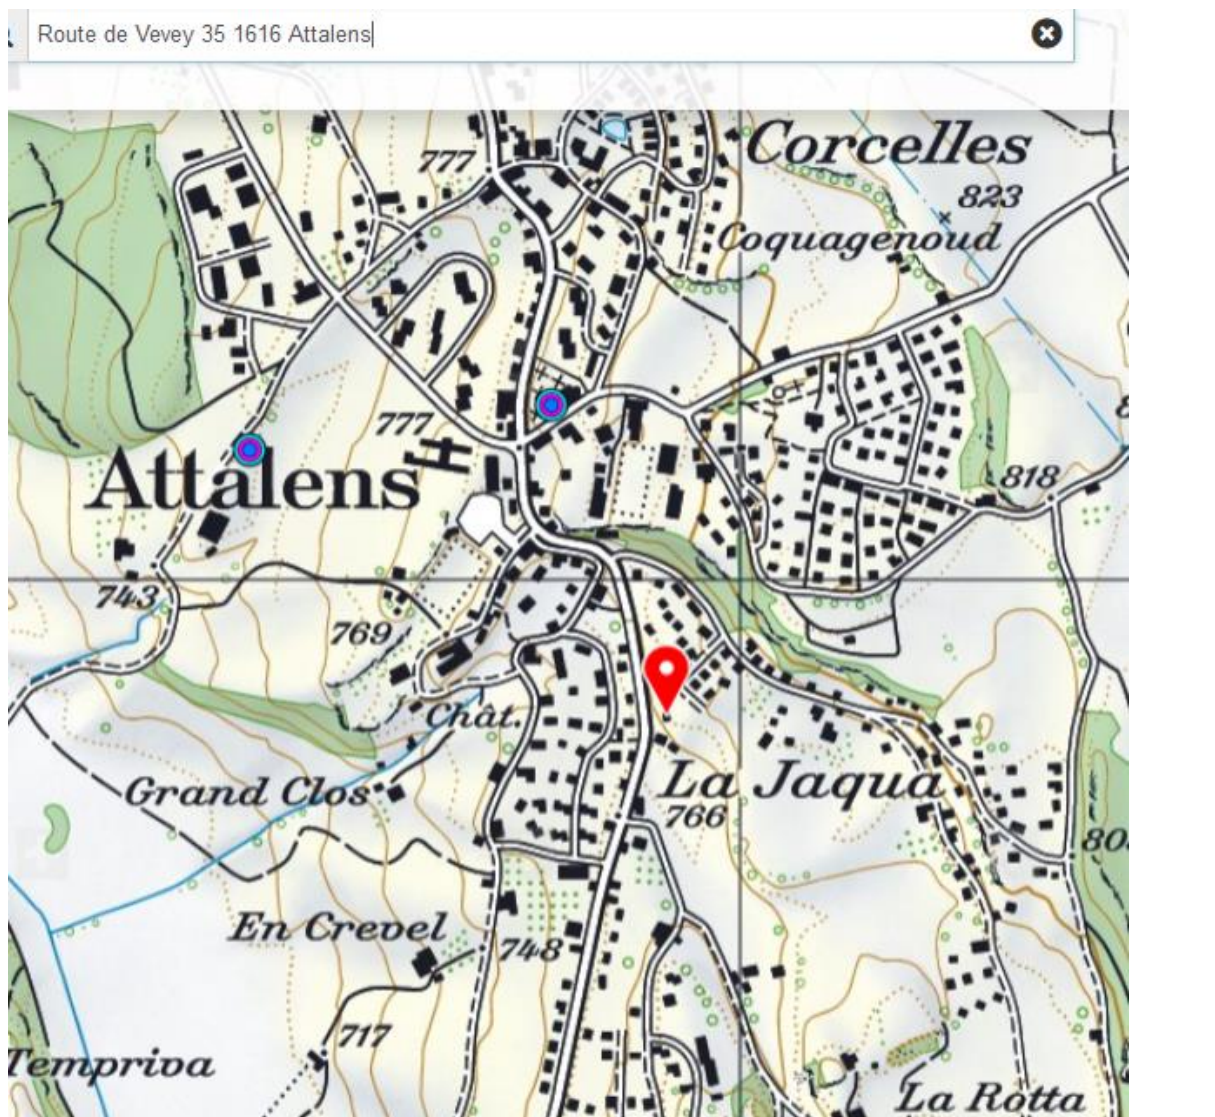 Route de Vevey 35 1616 Attalens
Corcelles
777
823
Coquagenoud
777
Attalens
818
743
769
Chât.
La Jaqua
Grand Clos
766
80
En Crevel
748
717
Tempriva
La Rotta